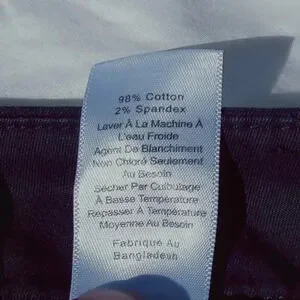 98% Cotton
2% Spandex
Laver À La Machine À
L'eau Froide
Agent De Blanchiment
Non Chloré Seulement
Au Besoin
Sécher Par Culbutage
À Basse Température
Repasser À Température
Moyenne Au Besoin
Fabrique Au
Bangladesh